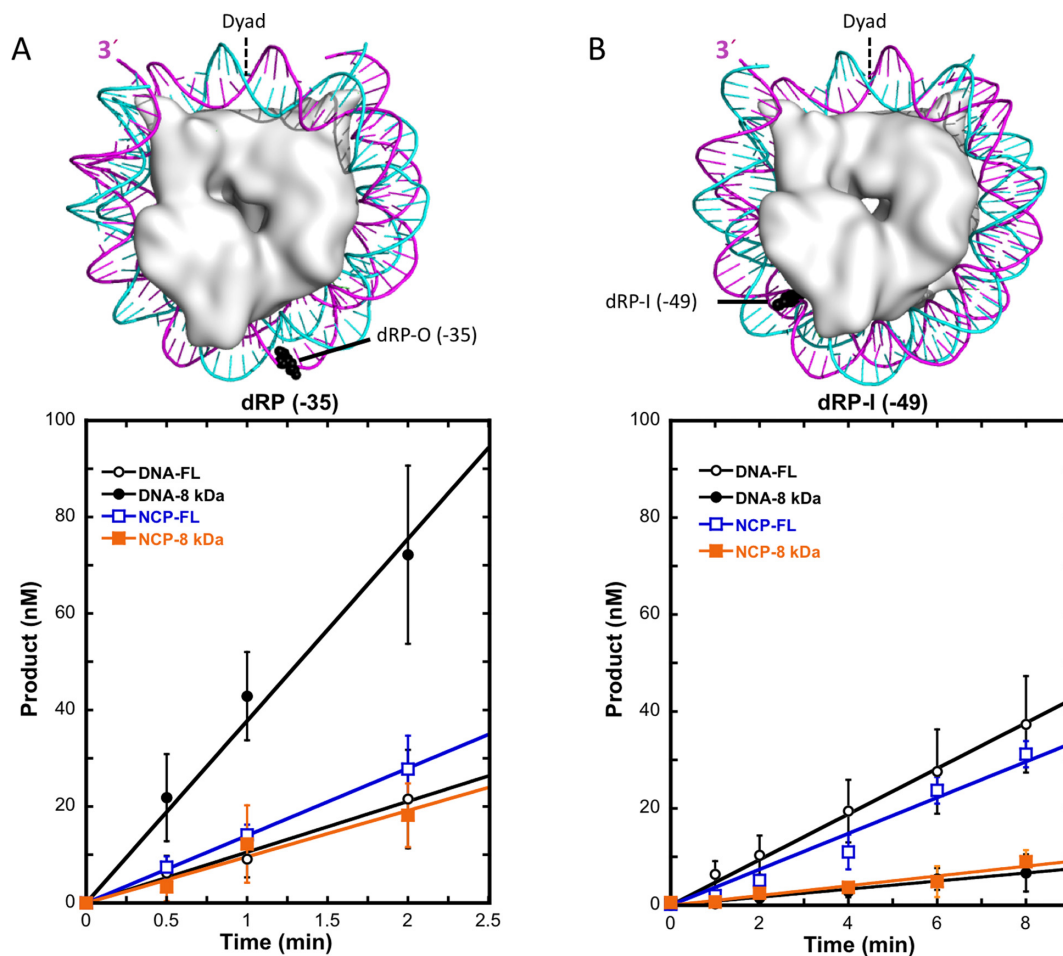 A
Dyad
3´
dRP-O (-35)
dRP (-35)
100
80
60
40
20
0
Product (nM)
DNA-FL
DNA-8 kDa
NCP-FL
NCP-8 kDa
0 0.5 1 1.5 2 2.5
Time (min)
B
Dyad
3´
dRP-I (-49)
dRP-I (-49)
100
80
60
40
20
0
Product (nM)
DNA-FL
DNA-8 kDa
NCP-FL
NCP-8 kDa
0 2 4 6 8
Time (min)